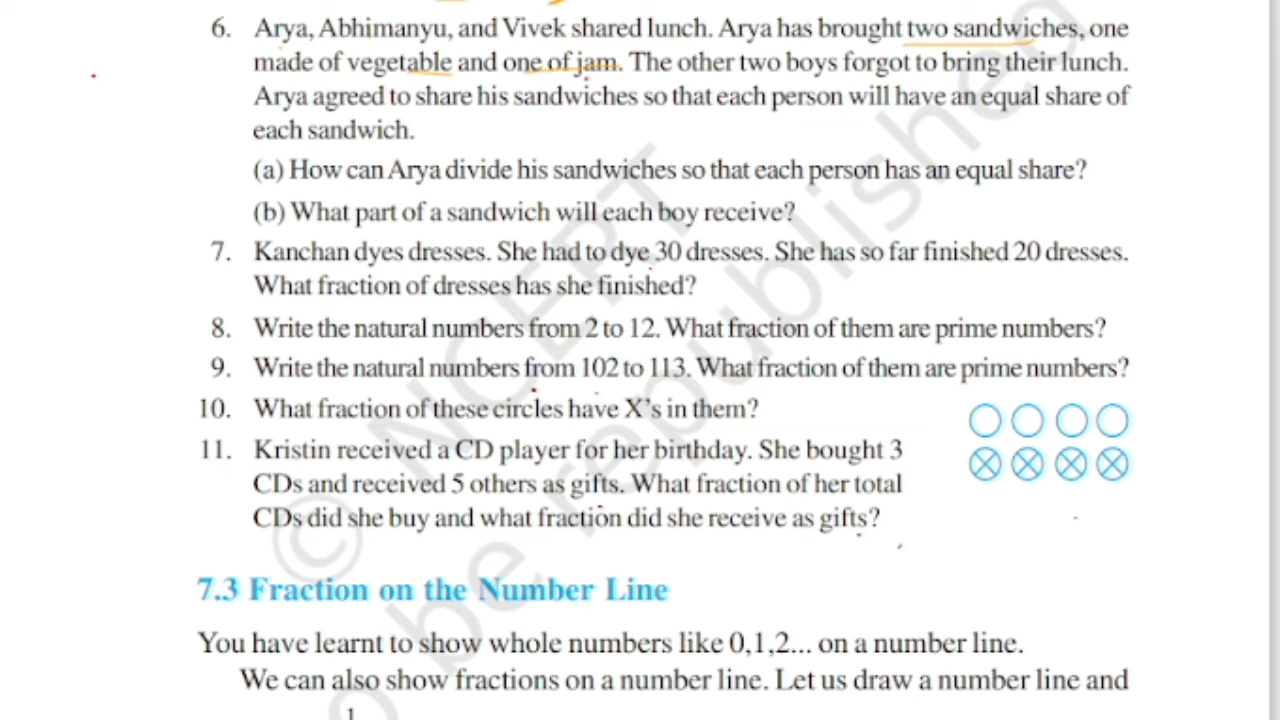 6. Arya, Abhimanyu, and Vivek shared lunch. Arya has brought two sandwiches, one
made of vegetable and one of jam. The other two boys forgot to bring their lunch.
Arya agreed to share his sandwiches so that each person will have an equal share of
each sandwich.
(a) How can Arya divide his sandwiches so that each person has an equal share?
(b) What part of a sandwich will each boy receive?
7. Kanchan dyes dresses. She had to dye 30 dresses. She has so far finished 20 dresses.
What fraction of dresses has she finished?
8. Write the natural numbers from 2 to 12. What fraction of them are prime numbers?
9. Write the natural numbers from 102 to 113. What fraction of them are prime numbers?
10. What fraction of these circles have X's in them?
11. Kristin received a CD player for her birthday. She bought 3
CDs and received 5 others as gifts. What fraction of her total
CDs did she buy and what fraction did she receive as gifts?
7.3 Fraction on the Number Line
You have learnt to show whole numbers like 0,1,2... on a number line.
We can also show fractions on a number line. Let us draw a number line and
1
© NCERT
be republished